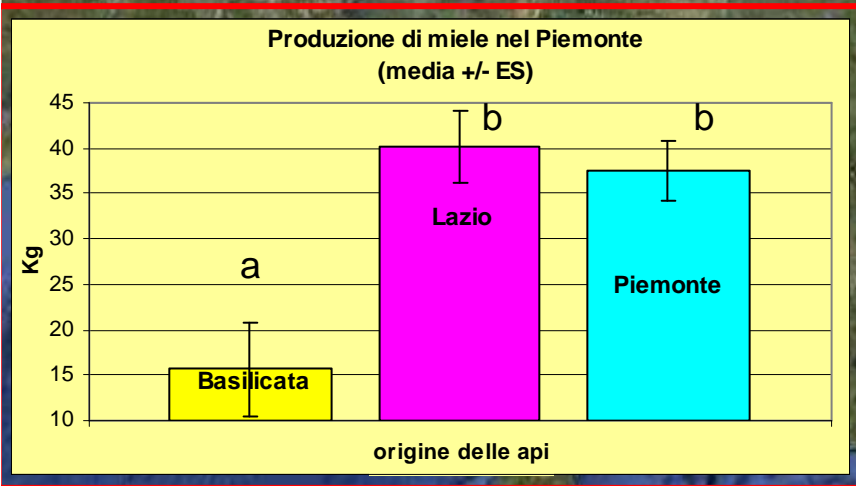 Produzione di miele nel Piemonte
(media +/- ES)
45
40
35
30
25
20
15
10
Kg
a
b
b
Basilicata
Lazio
Piemonte
origine delle api